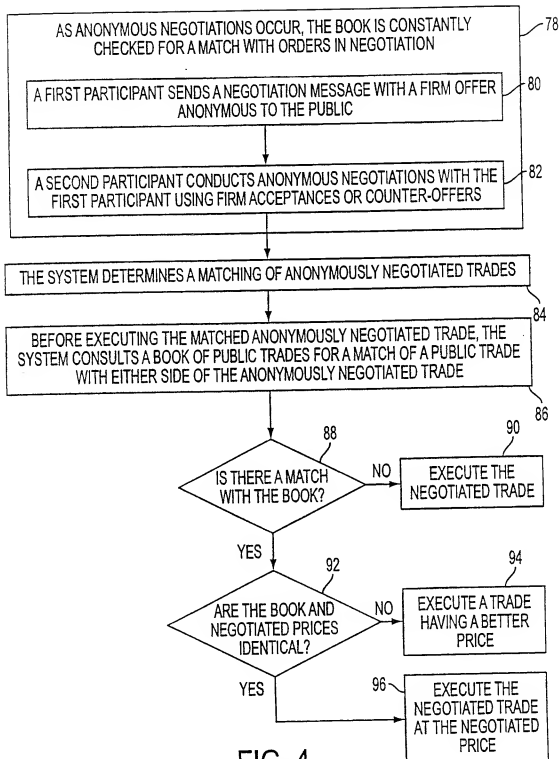 AS ANONYMOUS NEGOTIATIONS OCCUR, THE BOOK IS CONSTANTLY
CHECKED FOR A MATCH WITH ORDERS IN NEGOTIATION
78
A FIRST PARTICIPANT SENDS A NEGOTIATION MESSAGE WITH A FIRM OFFER
ANONYMOUS TO THE PUBLIC
80
A SECOND PARTICIPANT CONDUCTS ANONYMOUS NEGOTIATIONS WITH THE
FIRST PARTICIPANT USING FIRM ACCEPTANCES OR COUNTER-OFFERS
82
THE SYSTEM DETERMINES A MATCHING OF ANONYMOUSLY NEGOTIATED TRADES
84
BEFORE EXECUTING THE MATCHED ANONYMOUSLY NEGOTIATED TRADE, THE
SYSTEM CONSULTS A BOOK OF PUBLIC TRADES FOR A MATCH OF A PUBLIC TRADE
WITH EITHER SIDE OF THE ANONYMOUSLY NEGOTIATED TRADE
86
88
IS THERE A MATCH
WITH THE BOOK?
NO
90
EXECUTE THE
NEGOTIATED TRADE
YES
92
ARE THE BOOK AND
NEGOTIATED PRICES
IDENTICAL?
NO
94
EXECUTE A TRADE
HAVING A BETTER
PRICE
YES
96
EXECUTE THE
NEGOTIATED TRADE
AT THE NEGOTIATED
PRICE
FIG. 4